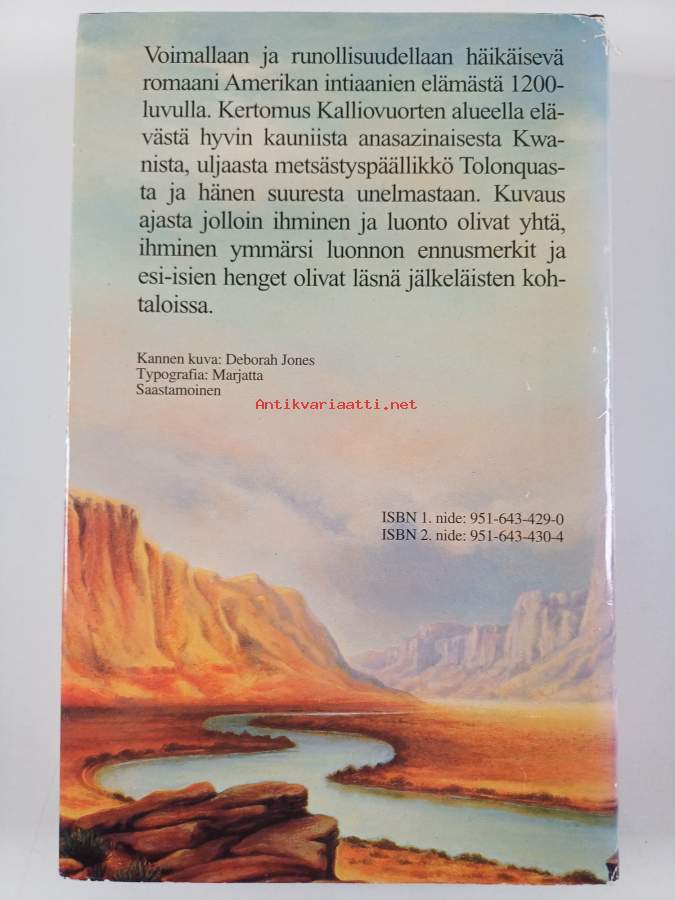 Voimallaan ja runollisuudellaan häikäisevä
romaani Amerikan intiaanien elämästä 1200-
luvulla. Kertomus Kalliovuorten alueella elä-
västä hyvin kauniista anasazinaisesta Kwa-
nista, uljaasta metsästyspäällikkö Tolonquas-
ta ja hänen suuresta unelmastaan. Kuvaus
ajasta jolloin ihminen ja luonto olivat yhtä,
ihminen ymmärsi luonnon ennusmerkit ja
esi-isien henget olivat läsnä jälkeläisten koh-
taloissa.
Kannen kuva: Deborah Jones
Typografia: Marjatta
Saastamoinen
Antikvariaatti.net
ISBN 1. nide: 951-643-429-0
ISBN 2. nide: 951-643-430-4